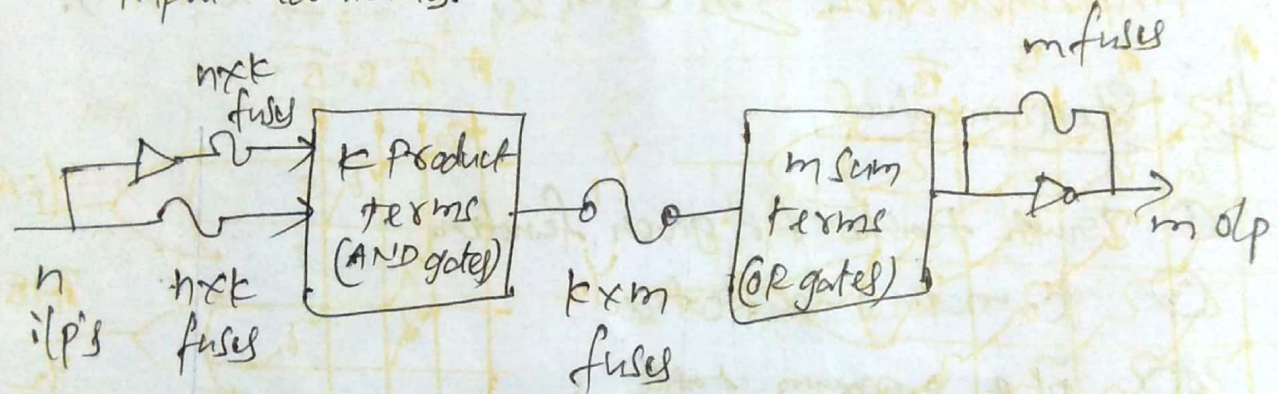 m fuses
n×k
fuses
k Product
terms
(AND gates)
m sum
terms
(OR gates)
m o/p
n
i/p's
n×k
fuses
k×m
fuses